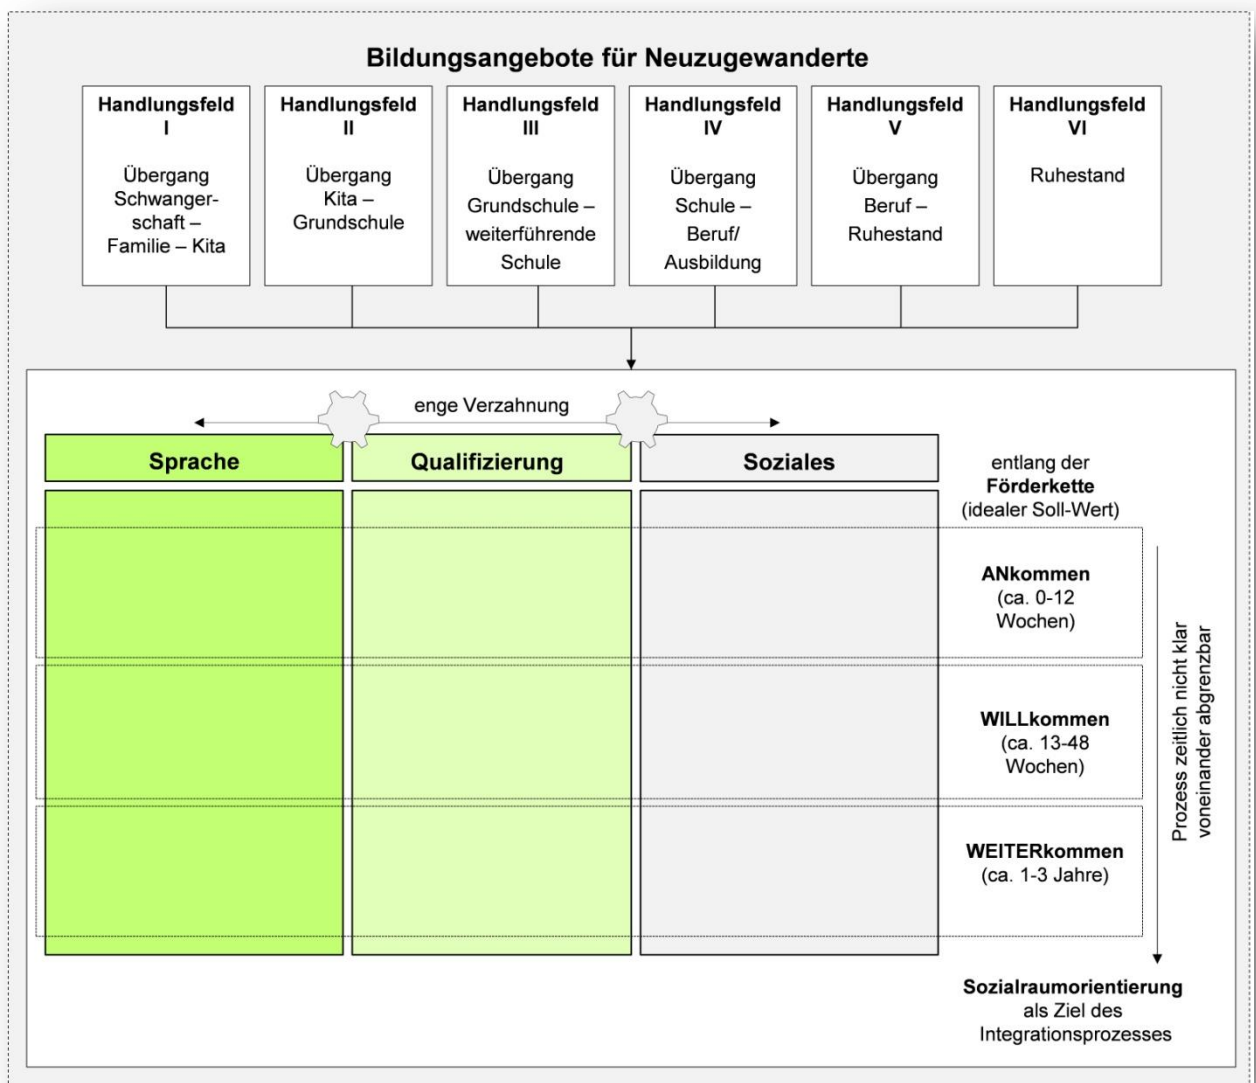 Bildungsangebote für Neuzugewanderte
Handlungsfeld
I
Übergang
Schwanger-
schaft –
Familie – Kita
Handlungsfeld
II
Übergang
Kita –
Grundschule
Handlungsfeld
III
Übergang
Grundschule –
weiterführende
Schule
Handlungsfeld
IV
Übergang
Schule –
Beruf/
Ausbildung
Handlungsfeld
V
Übergang
Beruf –
Ruhestand
Handlungsfeld
VI
Ruhestand
enge Verzahnung
Sprache
Qualifizierung
Soziales
entlang der
Förderkette
(idealer Soll-Wert)
ANkommen
(ca. 0-12
Wochen)
WILLkommen
(ca. 13-48
Wochen)
WEITERkommen
(ca. 1-3 Jahre)
Prozess zeitlich nicht klar
voneinander abgrenzbar
Sozialraumorientierung
als Ziel des
Integrationsprozesses